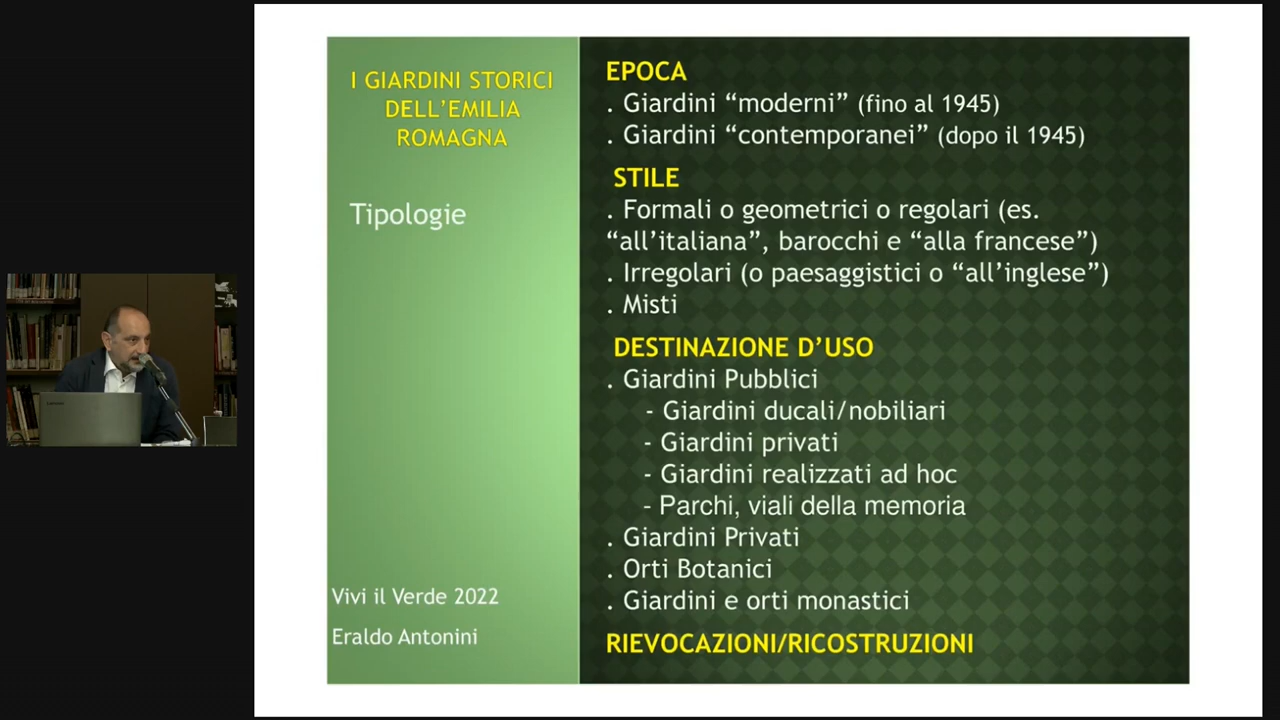 I GIARDINI STORICI
DELL'EMILIA
ROMAGNA
Tipologie
Vivi il Verde 2022
Eraldo Antonini
EPOCA
. Giardini “moderni” (fino al 1945)
. Giardini “contemporanei” (dopo il 1945)
STILE
. Formali o geometrici o regolari (es.
“all’italiana”, barocchi e “alla francese”)
. Irregolari (o paesaggistici o “all’inglese”)
. Misti
DESTINAZIONE D’USO
. Giardini Pubblici
- Giardini ducali/nobiliari
- Giardini privati
- Giardini realizzati ad hoc
- Parchi, viali della memoria
. Giardini Privati
. Orti Botanici
. Giardini e orti monastici
RIEVOCAZIONI/RICOSTRUZIONI